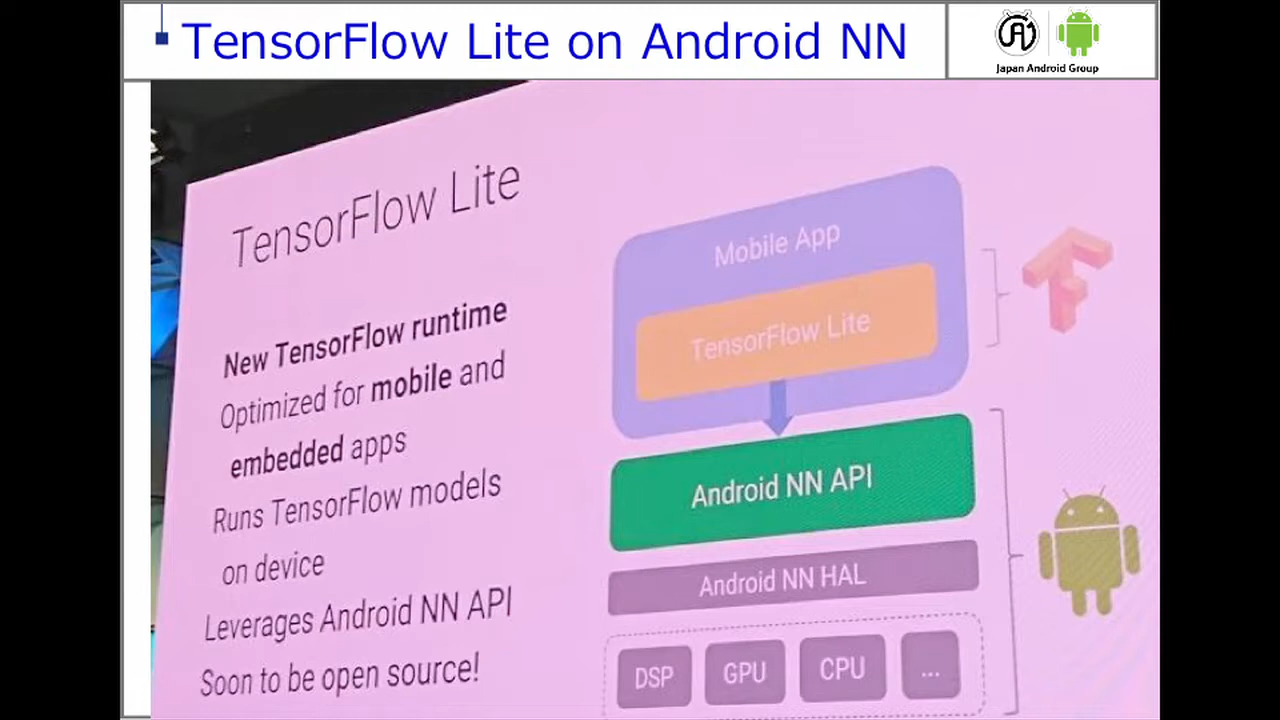 TensorFlow Lite on Android NN
Japan Android Group
TensorFlow Lite
New TensorFlow runtime
Optimized for mobile and
embedded apps
Runs TensorFlow models
on device
Leverages Android NN API
Soon to be open source!
Mobile App
TensorFlow Lite
Android NN API
Android NN HAL
DSP
GPU
CPU
...